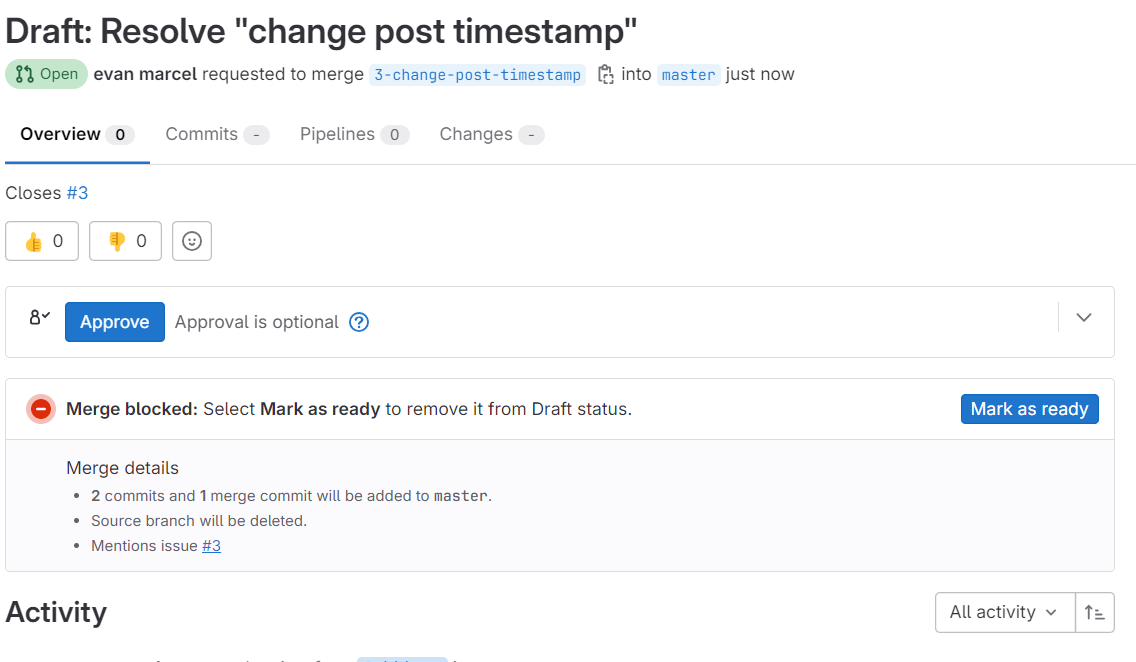 Draft: Resolve "change post timestamp"
Open evan marcel requested to merge 3-change-post-timestamp into master just now
Overview 0 Commits - Pipelines 0 Changes -
Closes #3
0 0
Approve Approval is optional ?
Merge blocked: Select Mark as ready to remove it from Draft status. Mark as ready
Merge details
• 2 commits and 1 merge commit will be added to master.
• Source branch will be deleted.
• Mentions issue #3
Activity All activity